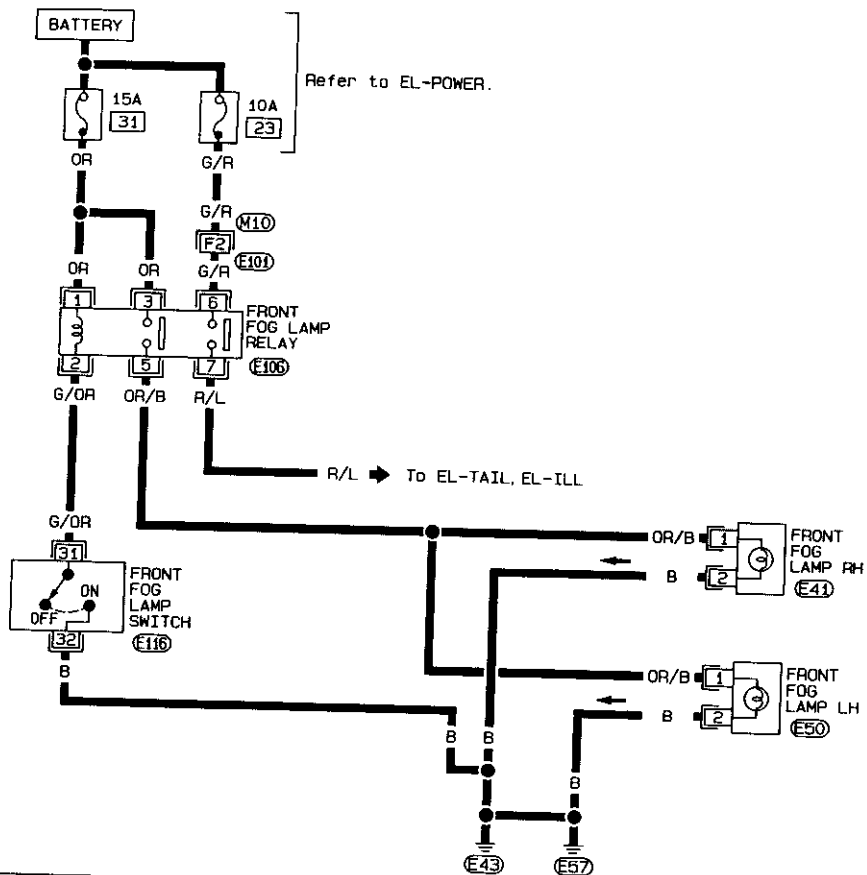 BATTERY
Refer to EL-POWER.
15A
31
10A
23
OR
G/R
G/R
M10
F2
E101
OR
OR
G/R
1
3
6
FRONT
FOG LAMP
RELAY
E106
2
5
7
G/OR
OR/B
R/L
R/L
To EL-TAIL, EL-ILL
G/OR
31
FRONT
FOG
LAMP
SWITCH
E116
ON
OFF
32
B
OR/B
1
FRONT
FOG
LAMP RH
E41
B
2
OR/B
1
FRONT
FOG
LAMP LH
E50
B
2
B
B
B
E43
E57